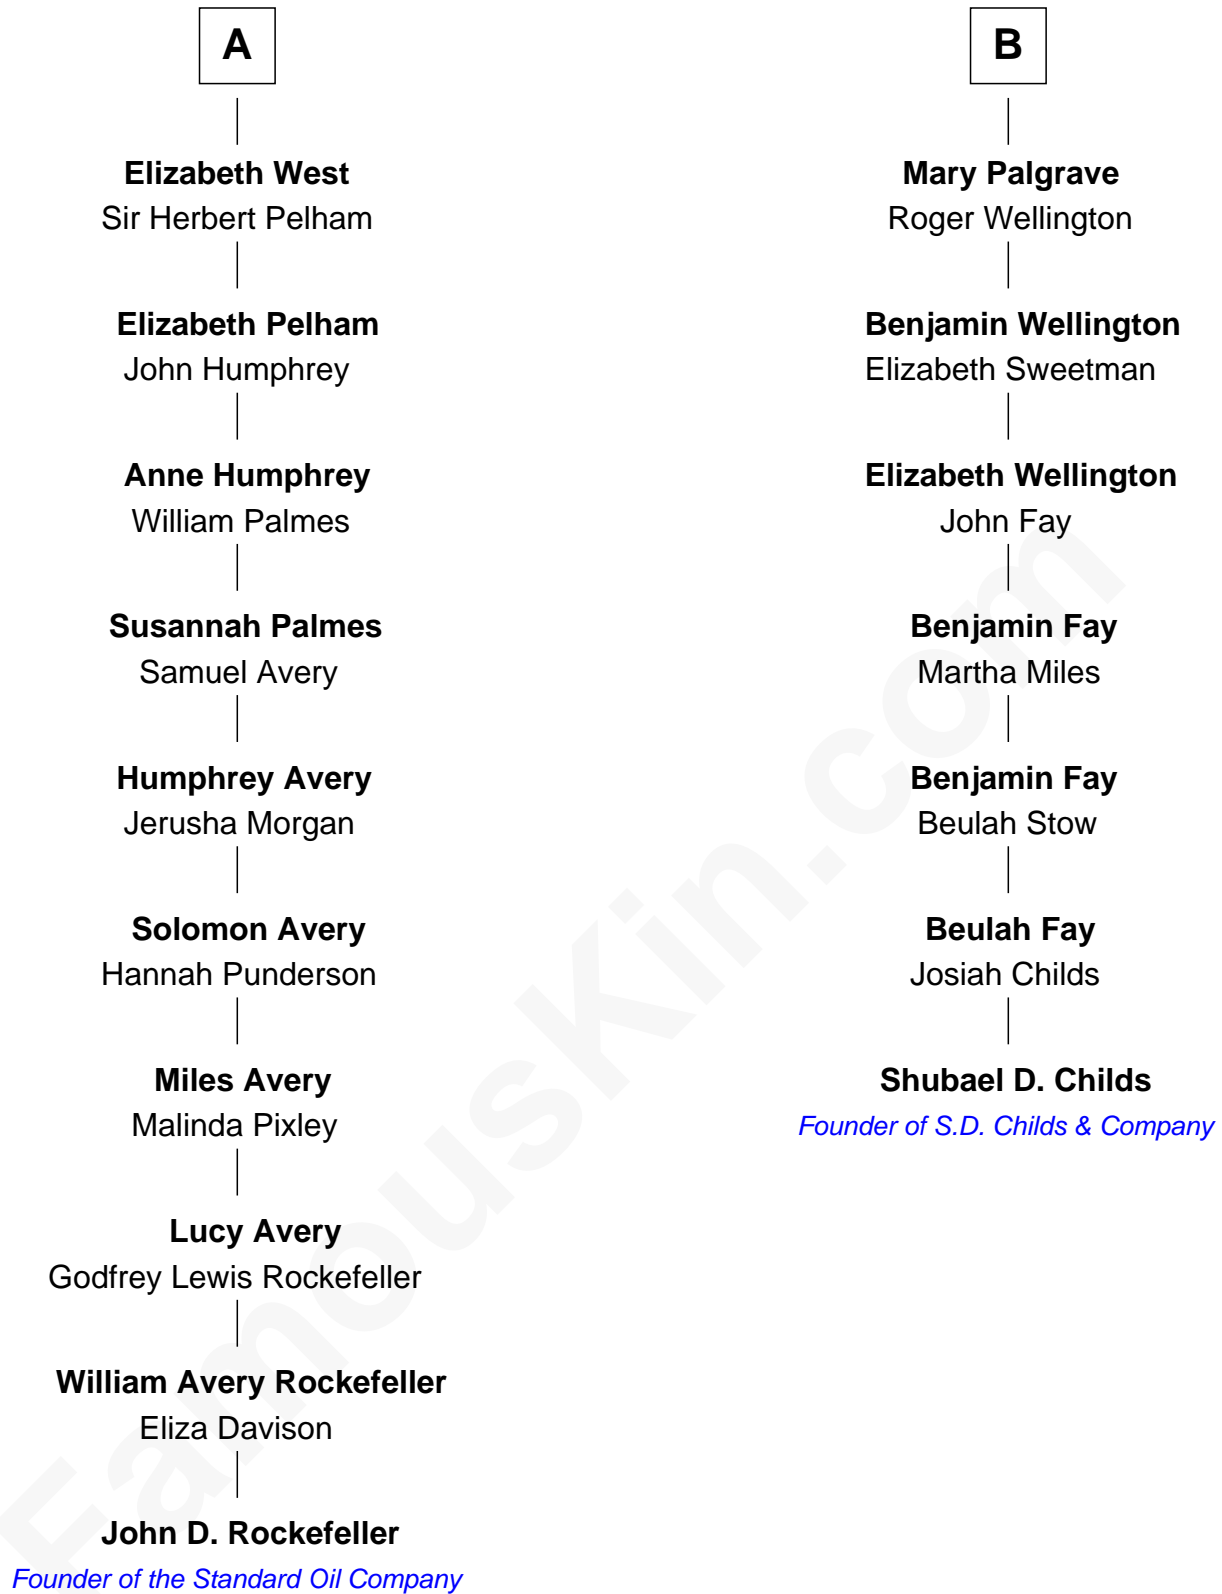 A
Elizabeth West
Sir Herbert Pelham
Elizabeth Pelham
John Humphrey
Anne Humphrey
William Palmes
Susannah Palmes
Samuel Avery
Humphrey Avery
Jerusha Morgan
Solomon Avery
Hannah Punderson
Miles Avery
Malinda Pixley
Lucy Avery
Godfrey Lewis Rockefeller
William Avery Rockefeller
Eliza Davison
John D. Rockefeller
Founder of the Standard Oil Company
B
Mary Palgrave
Roger Wellington
Benjamin Wellington
Elizabeth Sweetman
Elizabeth Wellington
John Fay
Benjamin Fay
Martha Miles
Benjamin Fay
Beulah Stow
Beulah Fay
Josiah Childs
Shubael D. Childs
Founder of S.D. Childs & Company
FamousKin.com